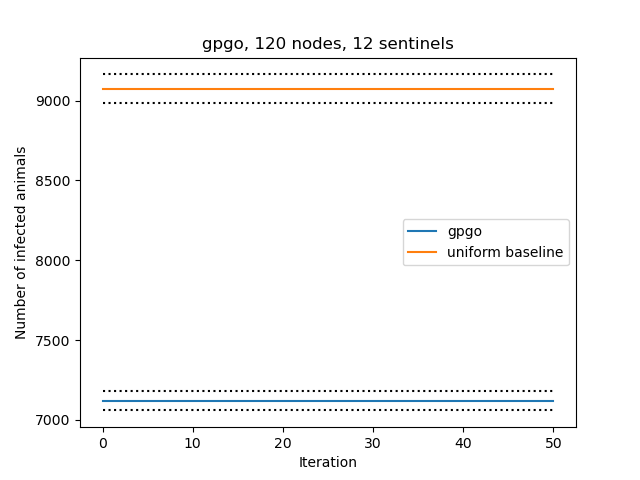 gpgo, 120 nodes, 12 sentinels
Number of infected animals
9000
8500
8000
7500
7000
gpgo
uniform baseline
0 10 20 30 40 50
Iteration